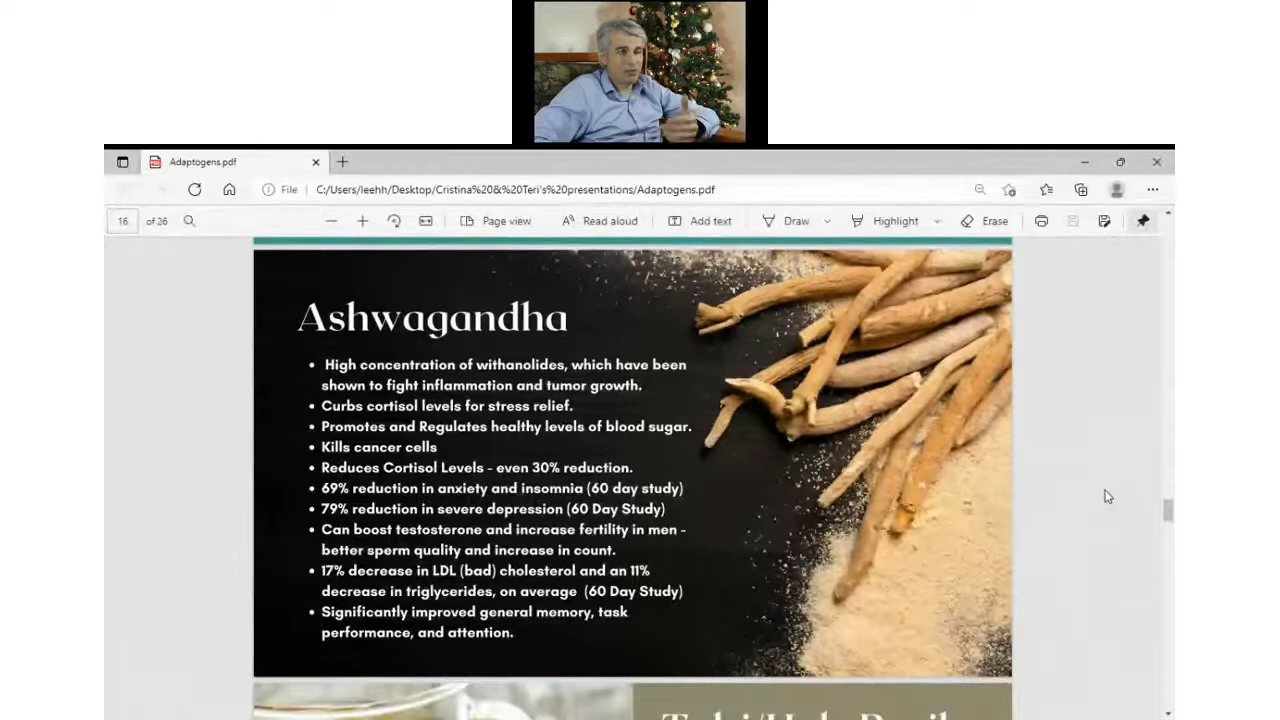 Adaptogens.pdf
File C:/Users/leehh/Desktop/Cristina%20&%20Teri's%20presentations/Adaptogens.pdf
16 of 26 Page view Read aloud Add text Draw Highlight Erase
Ashwagandha
• High concentration of withanolides, which have been
shown to fight inflammation and tumor growth.
• Curbs cortisol levels for stress relief.
• Promotes and Regulates healthy levels of blood sugar.
• Kills cancer cells
• Reduces Cortisol Levels - even 30% reduction.
• 69% reduction in anxiety and insomnia (60 day study)
• 79% reduction in severe depression (60 Day Study)
• Can boost testosterone and increase fertility in men -
better sperm quality and increase in count.
• 17% decrease in LDL (bad) cholesterol and an 11%
decrease in triglycerides, on average (60 Day Study)
• Significantly improved general memory, task
performance, and attention.